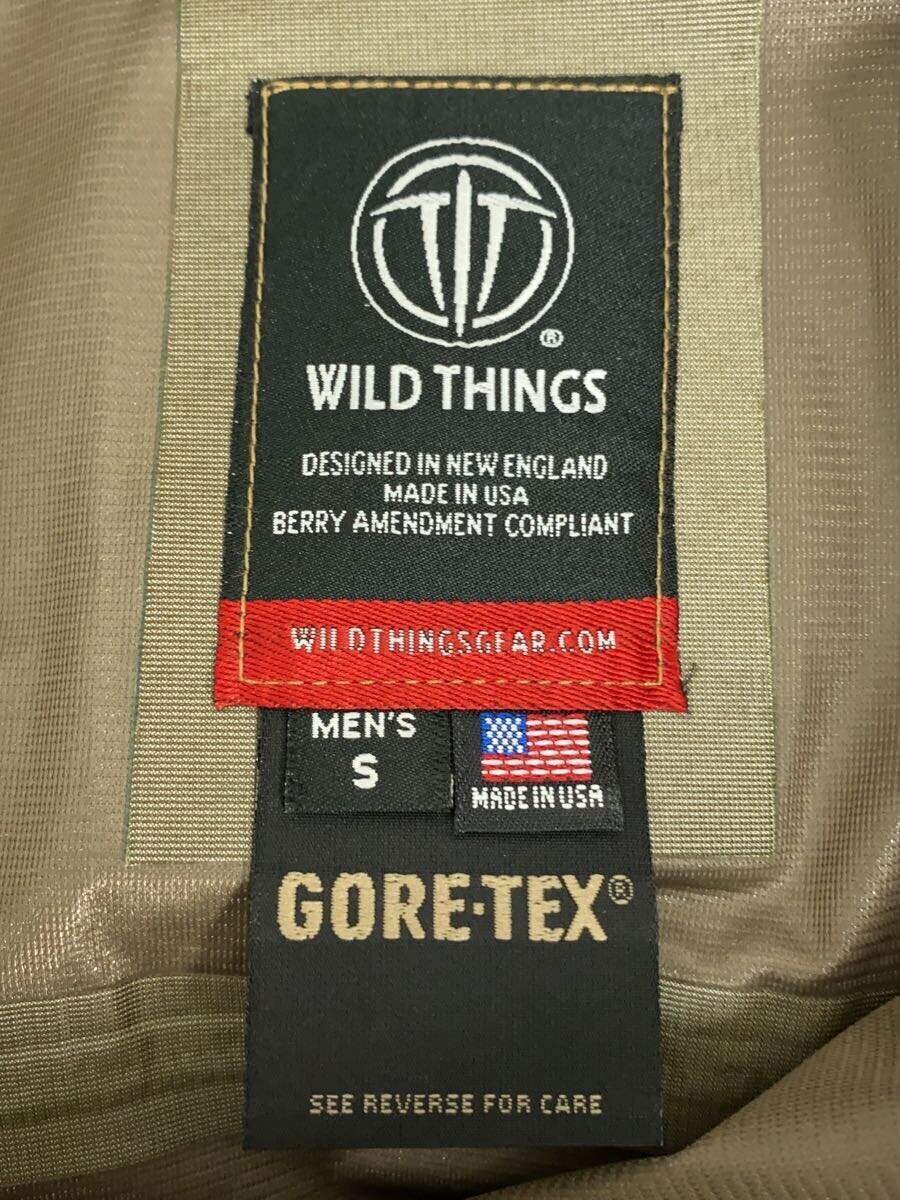 ®
WILD THINGS
DESIGNED IN NEW ENGLAND
MADE IN USA
BERRY AMENDMENT COMPLIANT
WILDTHINGSGEAR.COM
MEN'S
S
MADE IN USA
GORE-TEX®
SEE REVERSE FOR CARE